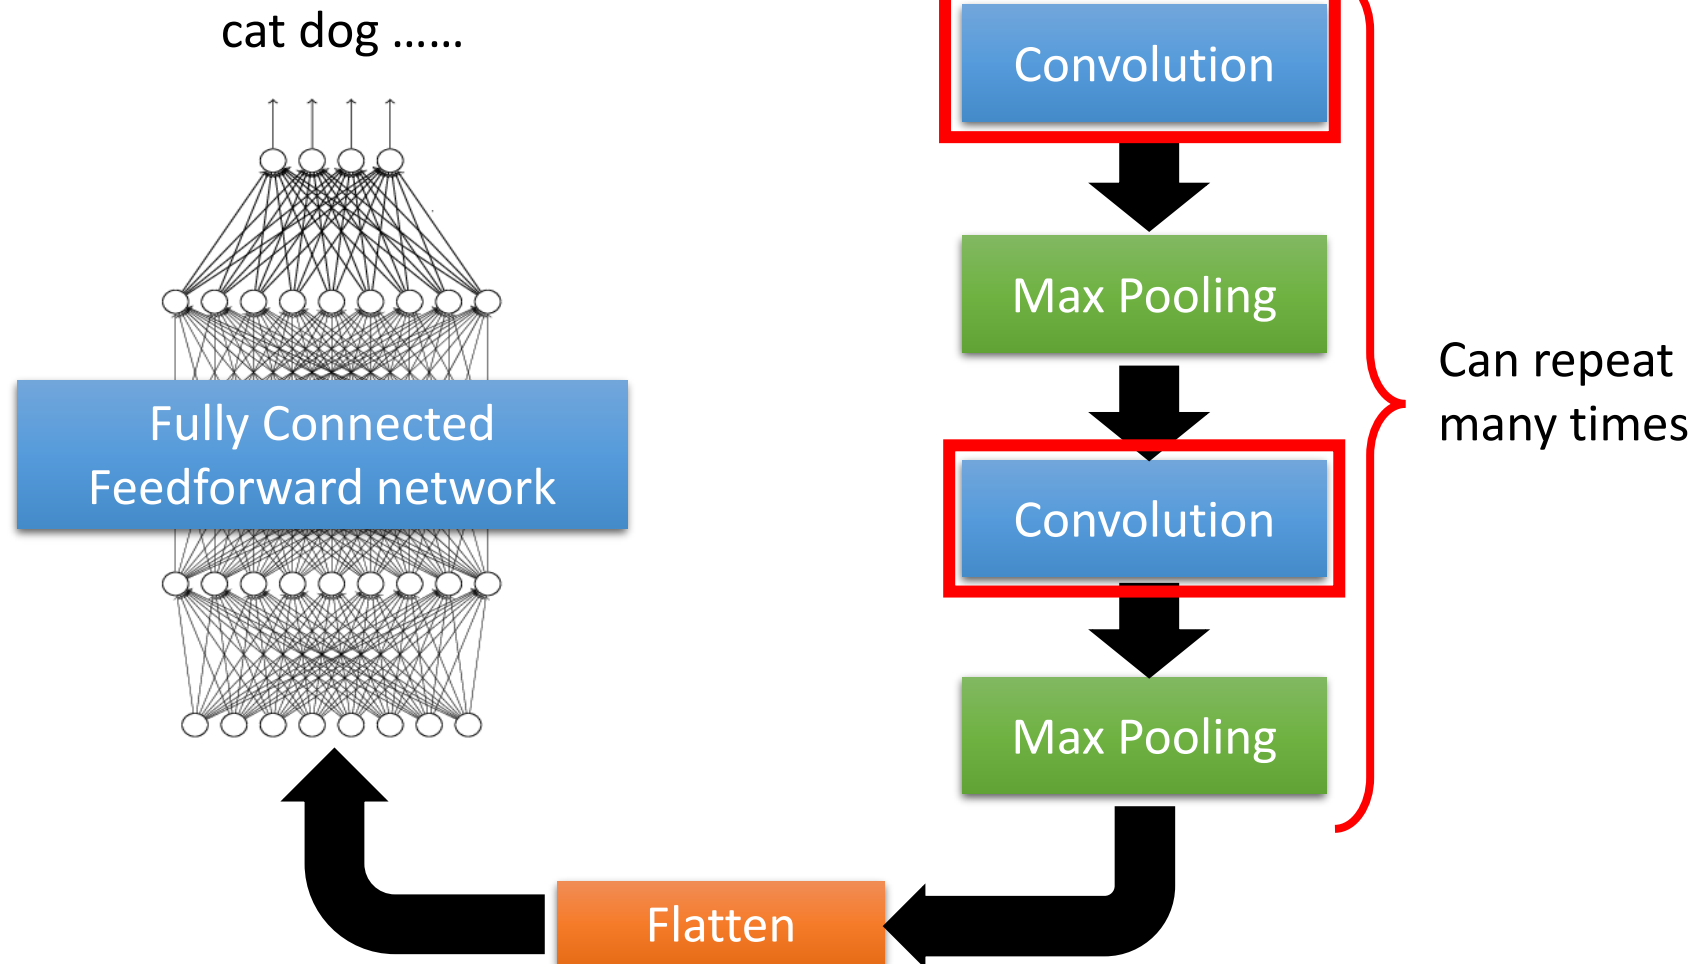 cat dog ......
Convolution
Max Pooling
Can repeat
many times
Fully Connected
Feedforward network
Convolution
Max Pooling
Flatten